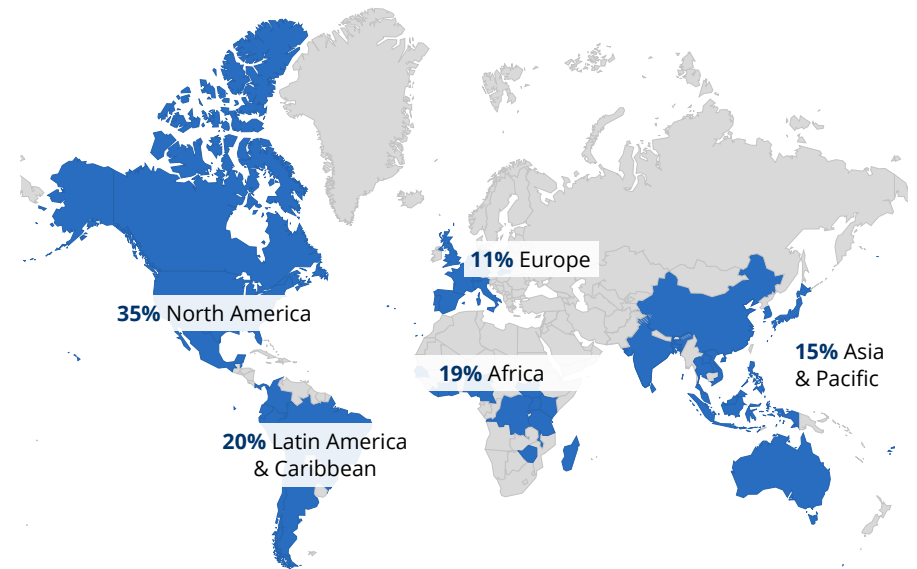 11% Europe
35% North America
15% Asia
& Pacific
19% Africa
20% Latin America
& Caribbean